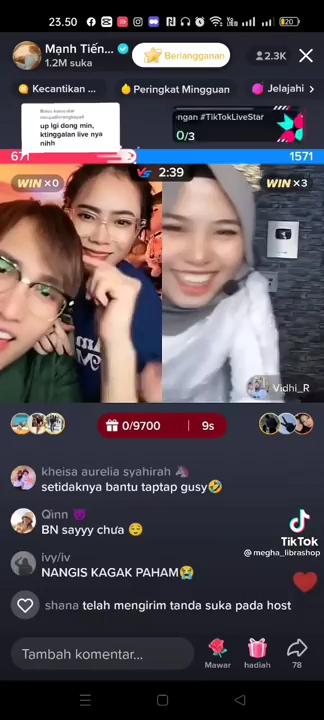 23.50
20
Mạnh Tiến...
1.2M suka
Berlangganan
2.3K
Kecantikan ...
Peringkat Mingguan
Jelajahi
up lgi dong min,
ktinggalan live nya
nihh
engan #TikTokLiveStar
0/3
671
1571
2:39
WIN ×0
WIN ×3
Vidhi_R
0/9700
9s
kheisa aurelia syahirah
setidaknya bantu taptap gusy🤣
Qinn 😈
BN sayyy chưa ☺️
ivy/iv
NANGIS KAGAK PAHAM😭
shana telah mengirim tanda suka pada host
TikTok
@megha_librashop
Tambah komentar...
Mawar
hadiah
78